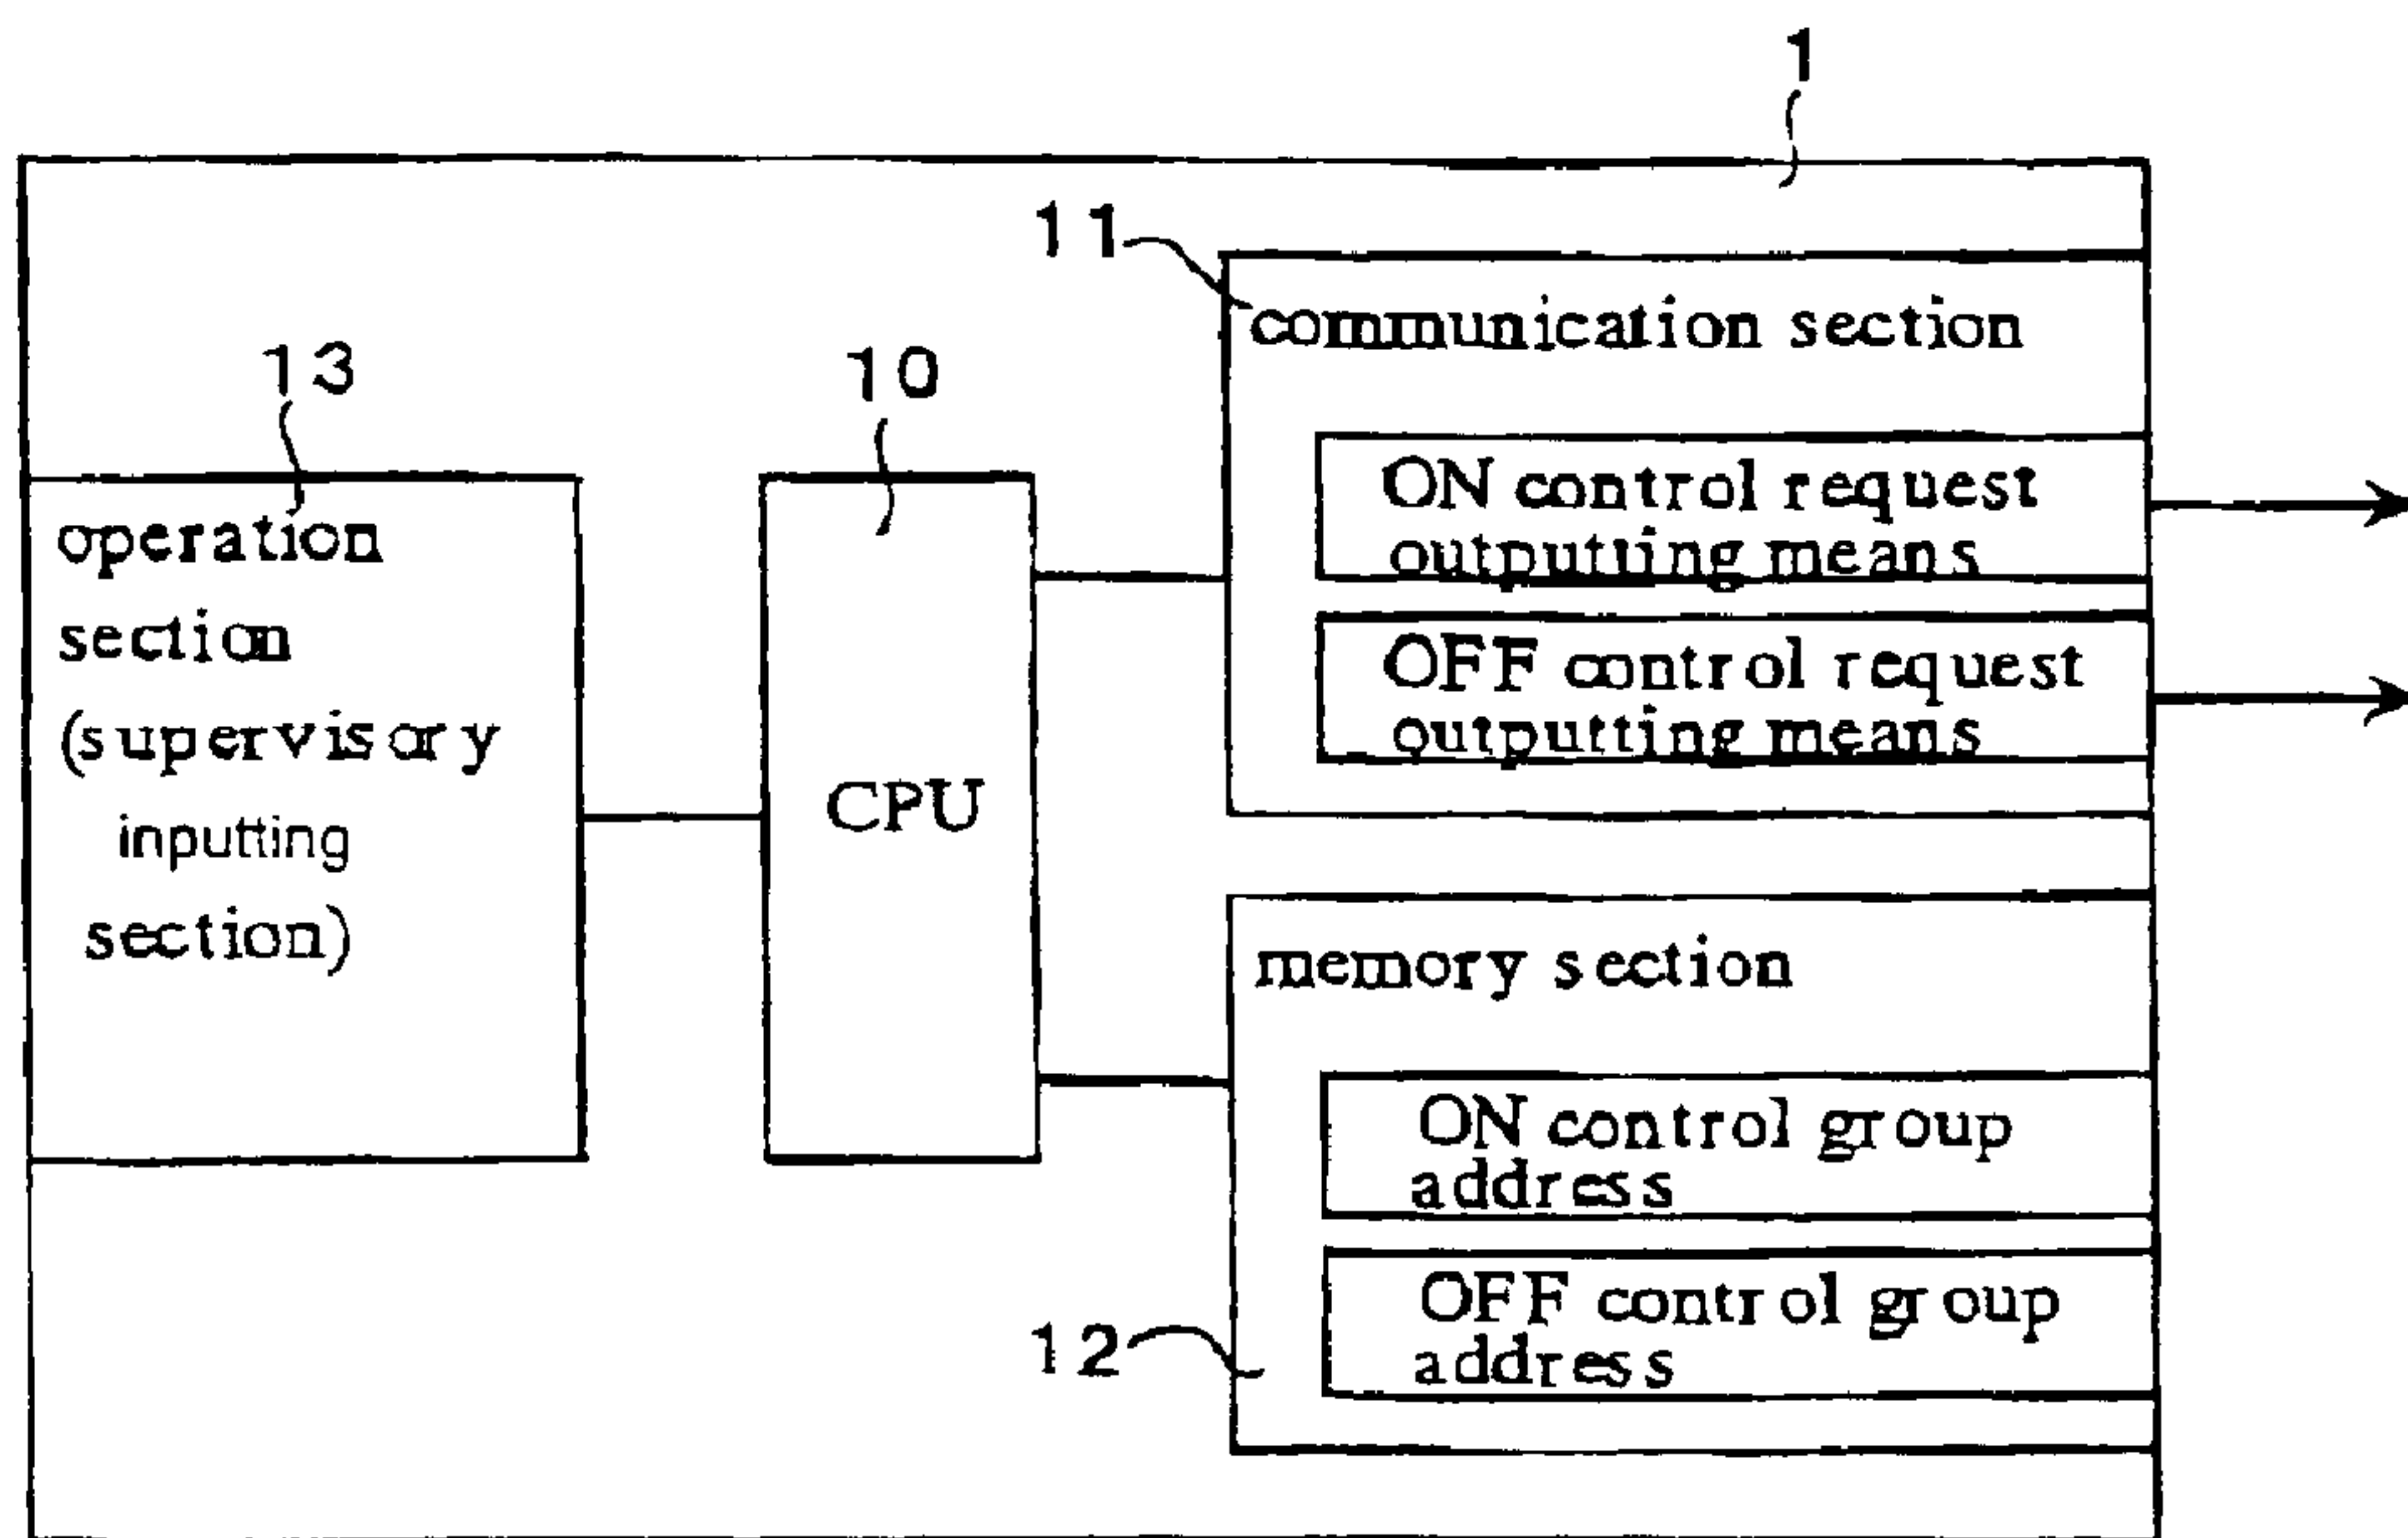 1
11
communication section
13
10
ON control request
outputting means
operation
section
(supervisory
inputting
section)
OFF control request
outputting means
CPU
memory section
ON control group
address
OFF control group
address
12